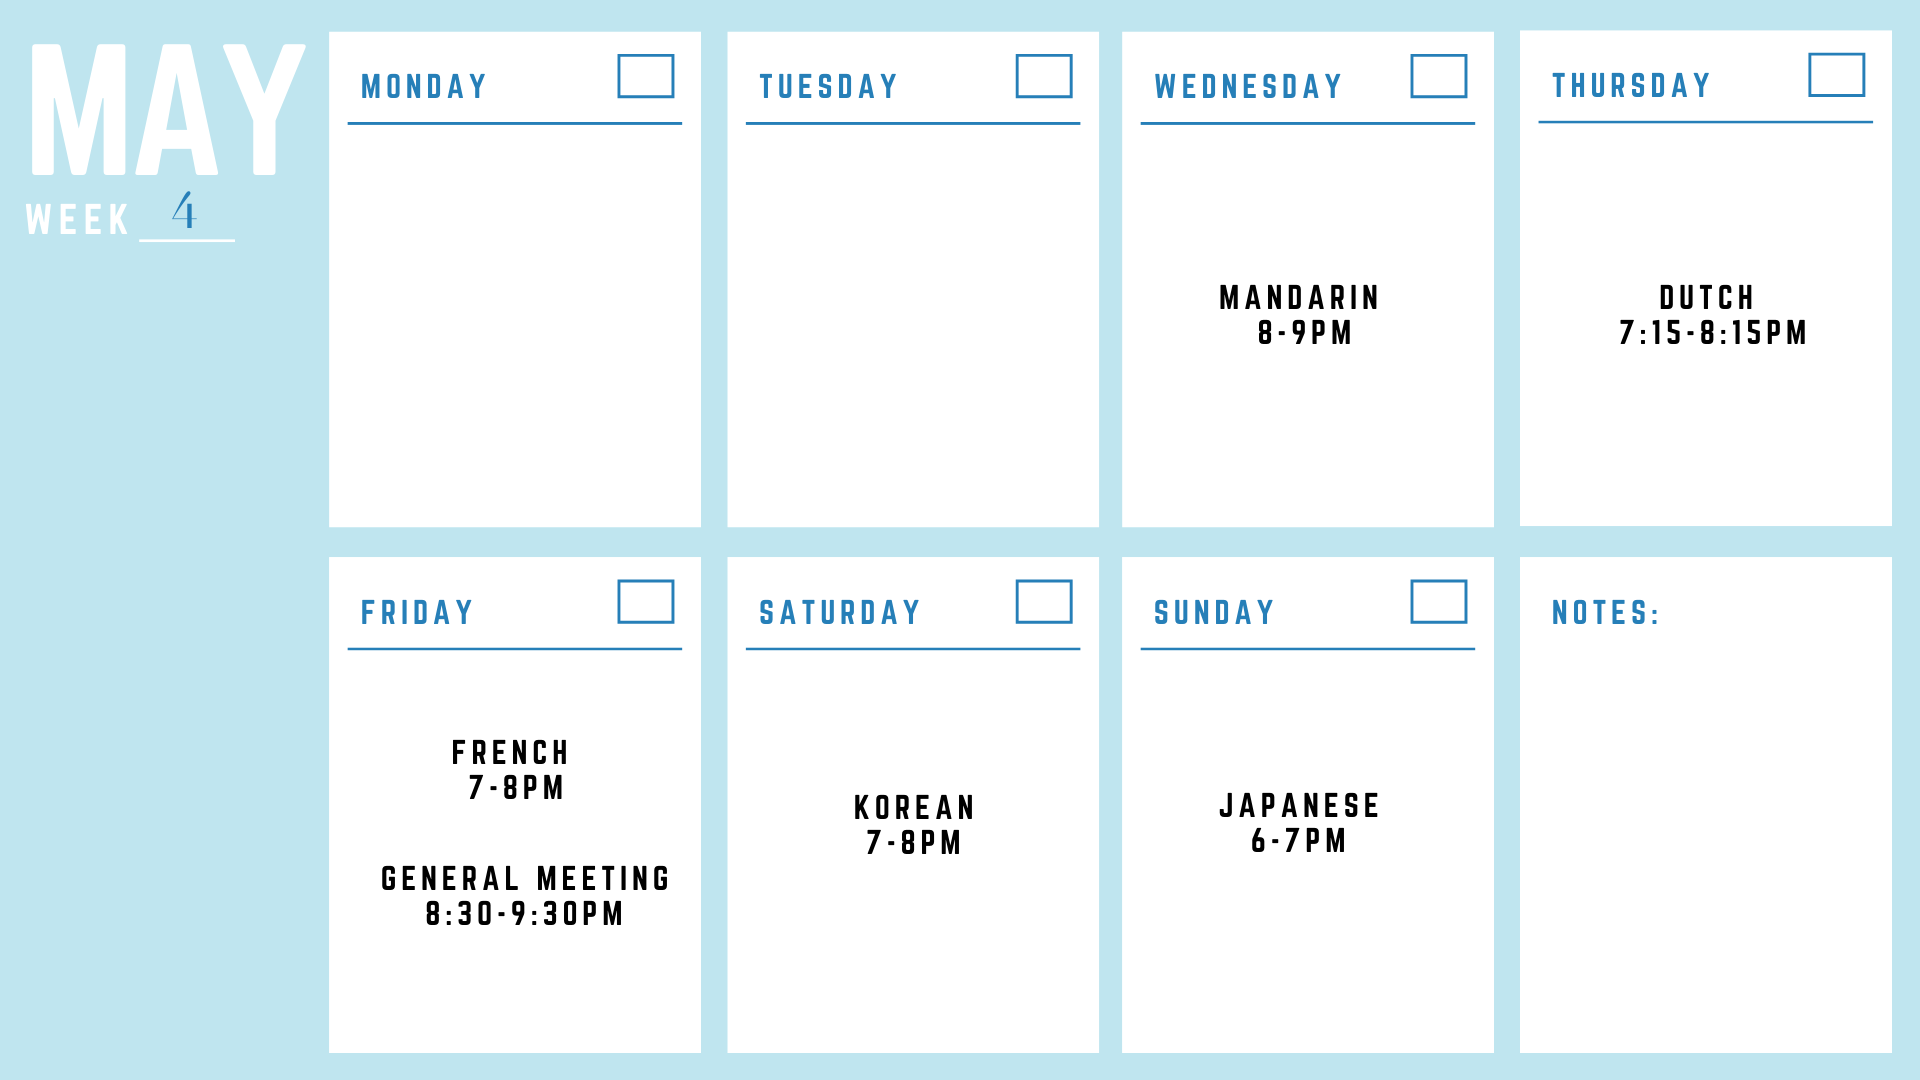 MAY
WEEK 4
MONDAY
TUESDAY
WEDNESDAY
MANDARIN
8-9PM
THURSDAY
DUTCH
7:15-8:15PM
FRIDAY
FRENCH
7-8PM
GENERAL MEETING
8:30-9:30PM
SATURDAY
KOREAN
7-8PM
SUNDAY
JAPANESE
6-7PM
NOTES: